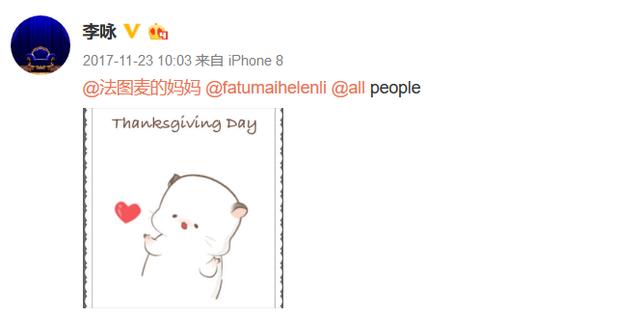 李咏
2017-11-23 10:03 来自 iPhone 8
@法图麦的妈妈 @fatumaihelenli @all people
Thanksgiving Day